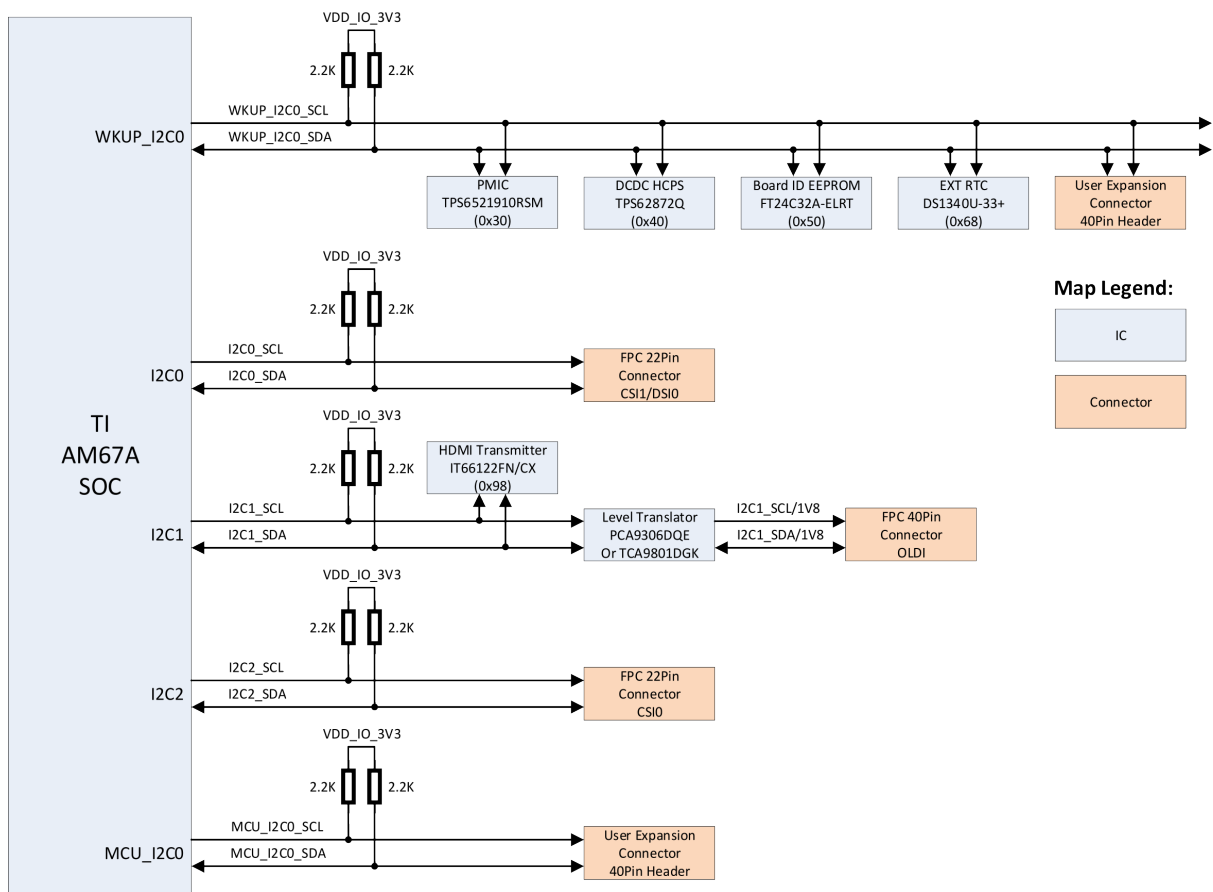 VDD_IO_3V3
2.2K 2.2K
WKUP_I2C0_SCL
WKUP_I2C0
WKUP_I2C0_SDA
PMIC
TPS6521910RSM
(0x30)
DCDC HCPS
TPS62872Q
(0x40)
Board ID EEPROM
FT24C32A-ELRT
(0x50)
EXT RTC
DS1340U-33+
(0x68)
User Expansion
Connector
40Pin Header
Map Legend:
IC
Connector
VDD_IO_3V3
2.2K 2.2K
I2C0_SCL
I2C0
I2C0_SDA
FPC 22Pin
Connector
CSI1/DSI0
TI
AM67A
SOC
VDD_IO_3V3
2.2K 2.2K
HDMI Transmitter
IT66122FN/CX
(0x98)
I2C1_SCL
I2C1
I2C1_SDA
Level Translator
PCA9306DQE
Or TCA9801DGK
I2C1_SCL/1V8
I2C1_SDA/1V8
FPC 40Pin
Connector
OLDI
VDD_IO_3V3
2.2K 2.2K
I2C2_SCL
I2C2
I2C2_SDA
FPC 22Pin
Connector
CSI0
VDD_IO_3V3
2.2K 2.2K
MCU_I2C0_SCL
MCU_I2C0
MCU_I2C0_SDA
User Expansion
Connector
40Pin Header